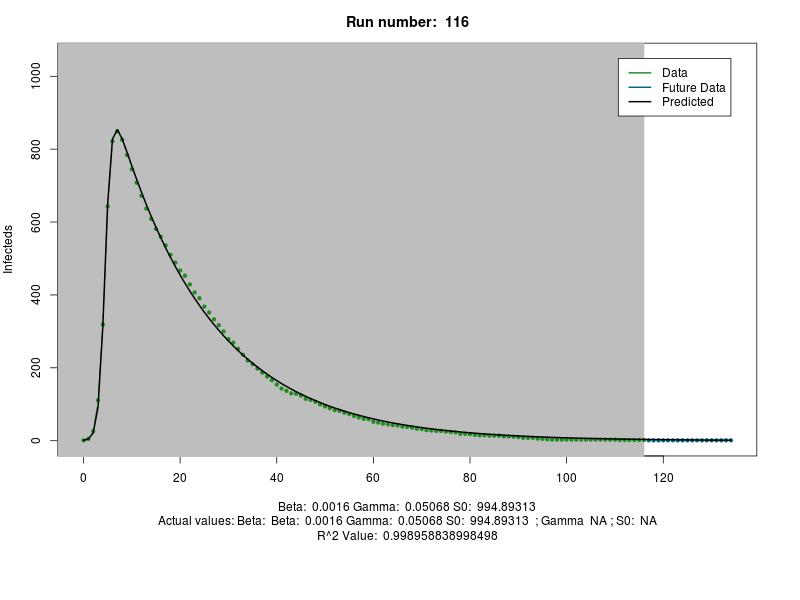 Run number:  116
Data
Future Data
Predicted
Infecteds
1000
800
600
400
200
0
0 20 40 60 80 100 120
Beta:  0.0016 Gamma:  0.05068 S0:  994.89313
Actual values: Beta:  Beta:  0.0016 Gamma:  0.05068 S0:  994.89313  ; Gamma  NA ; S0:  NA
R^2 Value:  0.998958838998498